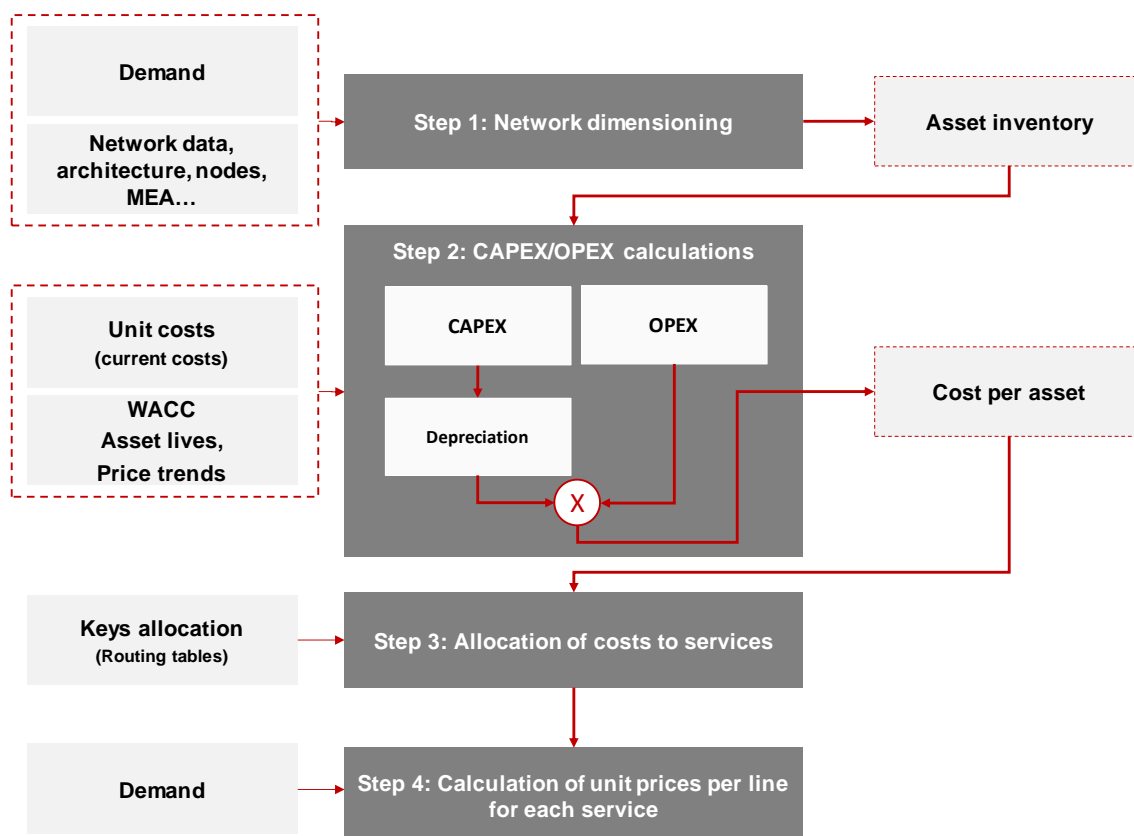 Demand
Network data,
architecture, nodes,
MEA…
Step 1: Network dimensioning
Asset inventory
Step 2: CAPEX/OPEX calculations
CAPEX
OPEX
Unit costs
(current costs)
WACC
Asset lives,
Price trends
Depreciation
X
Cost per asset
Keys allocation
(Routing tables)
Step 3: Allocation of costs to services
Demand
Step 4: Calculation of unit prices per line
for each service